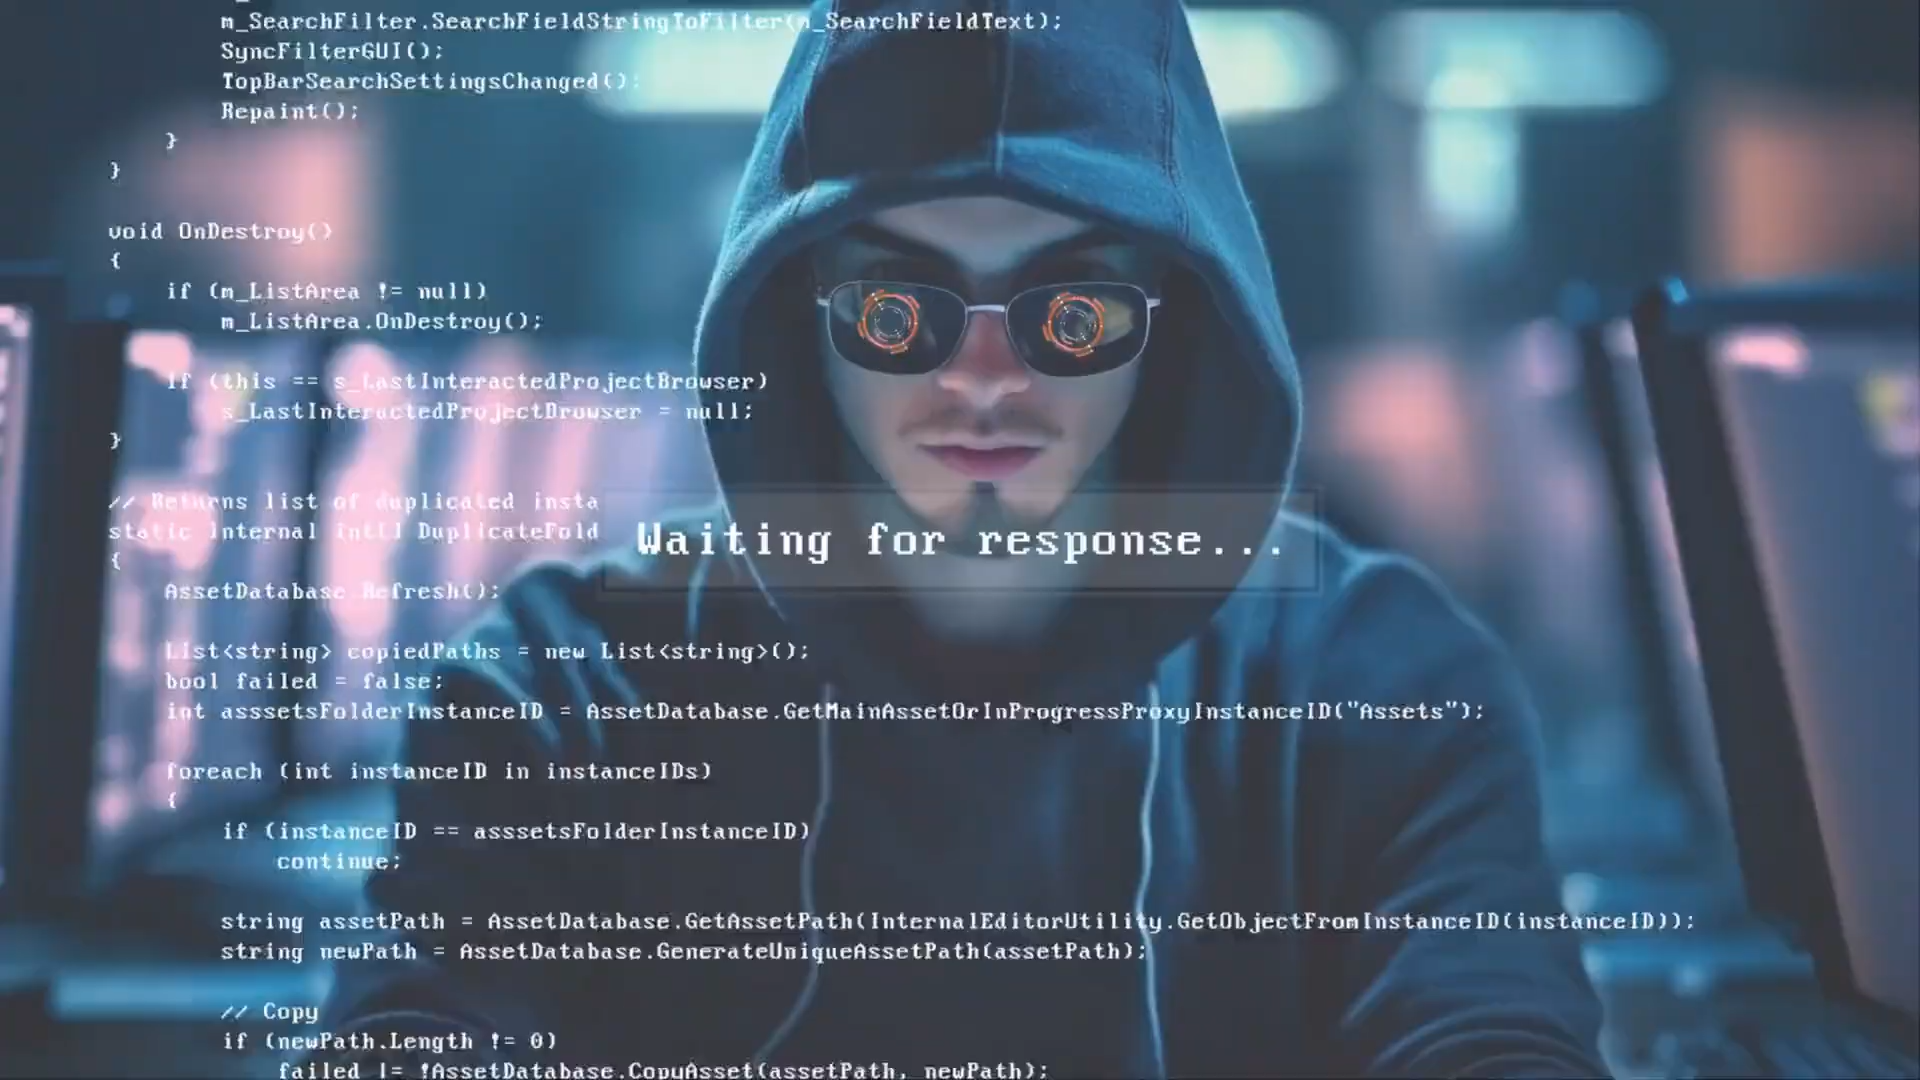 m_SearchFilter.SearchFieldStringToFilter(m_SearchFieldText);
SyncFilterGUI();
TopBarSearchSettingsChanged();
Repaint();
}
}
void OnDestroy()
{
if (m_ListArea != null)
m_ListArea.OnDestroy();
if (this == s_LastInteractedProjectBrowser)
s_LastInteractedProjectBrowser = null;
}
// Returns list of duplicated insta
static internal int[] DuplicateFold
Waiting for response...
{
AssetDatabase.Refresh();
List<string> copiedPaths = new List<string>();
bool failed = false;
int asssetsFolderInstanceID = AssetDatabase.GetMainAssetOrInProgressProxyInstanceID("Assets");
foreach (int instanceID in instanceIDs)
{
if (instanceID == asssetsFolderInstanceID)
continue;
string assetPath = AssetDatabase.GetAssetPath(InternalEditorUtility.GetObjectFromInstanceID(instanceID));
string newPath = AssetDatabase.GenerateUniqueAssetPath(assetPath);
// Copy
if (newPath.Length != 0)
failed |= !AssetDatabase.CopyAsset(assetPath, newPath);